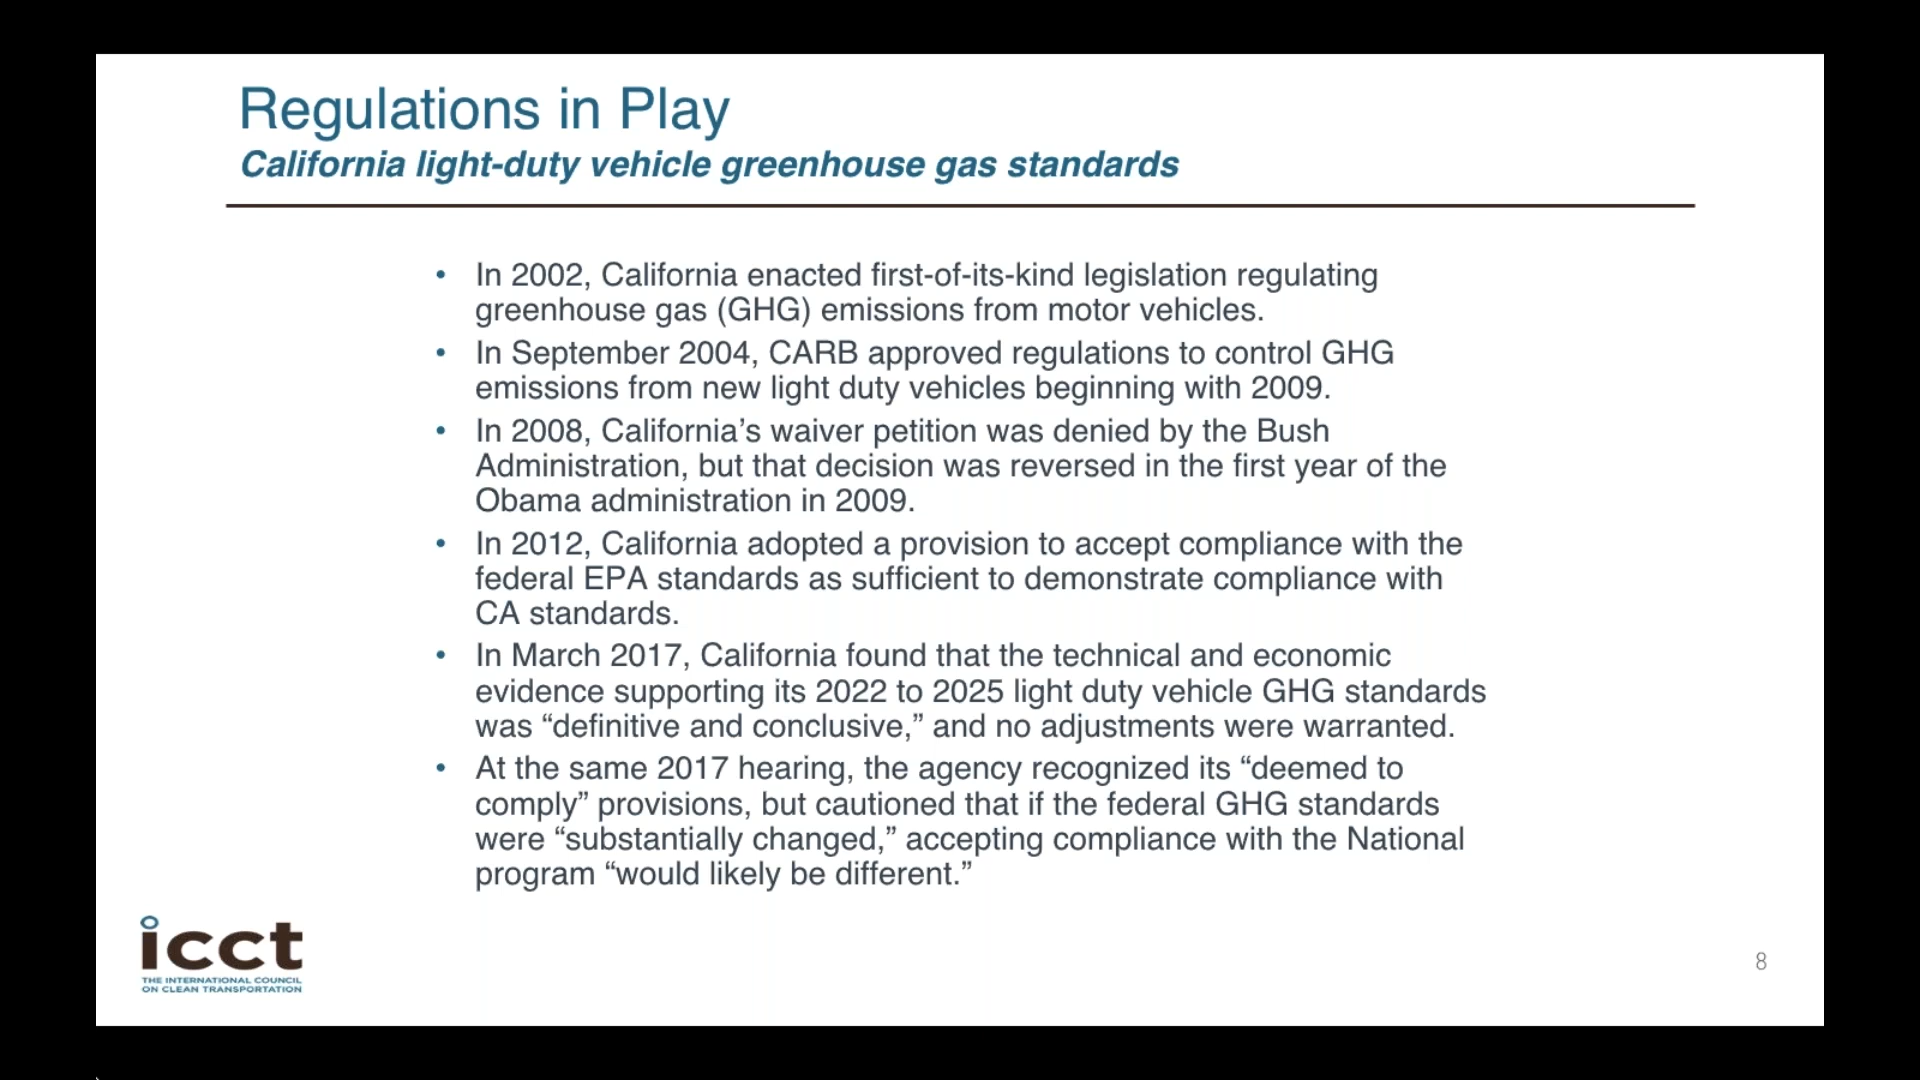 Regulations in Play
California light-duty vehicle greenhouse gas standards
• In 2002, California enacted first-of-its-kind legislation regulating
greenhouse gas (GHG) emissions from motor vehicles.
• In September 2004, CARB approved regulations to control GHG
emissions from new light duty vehicles beginning with 2009.
• In 2008, California’s waiver petition was denied by the Bush
Administration, but that decision was reversed in the first year of the
Obama administration in 2009.
• In 2012, California adopted a provision to accept compliance with the
federal EPA standards as sufficient to demonstrate compliance with
CA standards.
• In March 2017, California found that the technical and economic
evidence supporting its 2022 to 2025 light duty vehicle GHG standards
was “definitive and conclusive,” and no adjustments were warranted.
• At the same 2017 hearing, the agency recognized its “deemed to
comply” provisions, but cautioned that if the federal GHG standards
were “substantially changed,” accepting compliance with the National
program “would likely be different.”
icct
THE INTERNATIONAL COUNCIL
ON CLEAN TRANSPORTATION
8